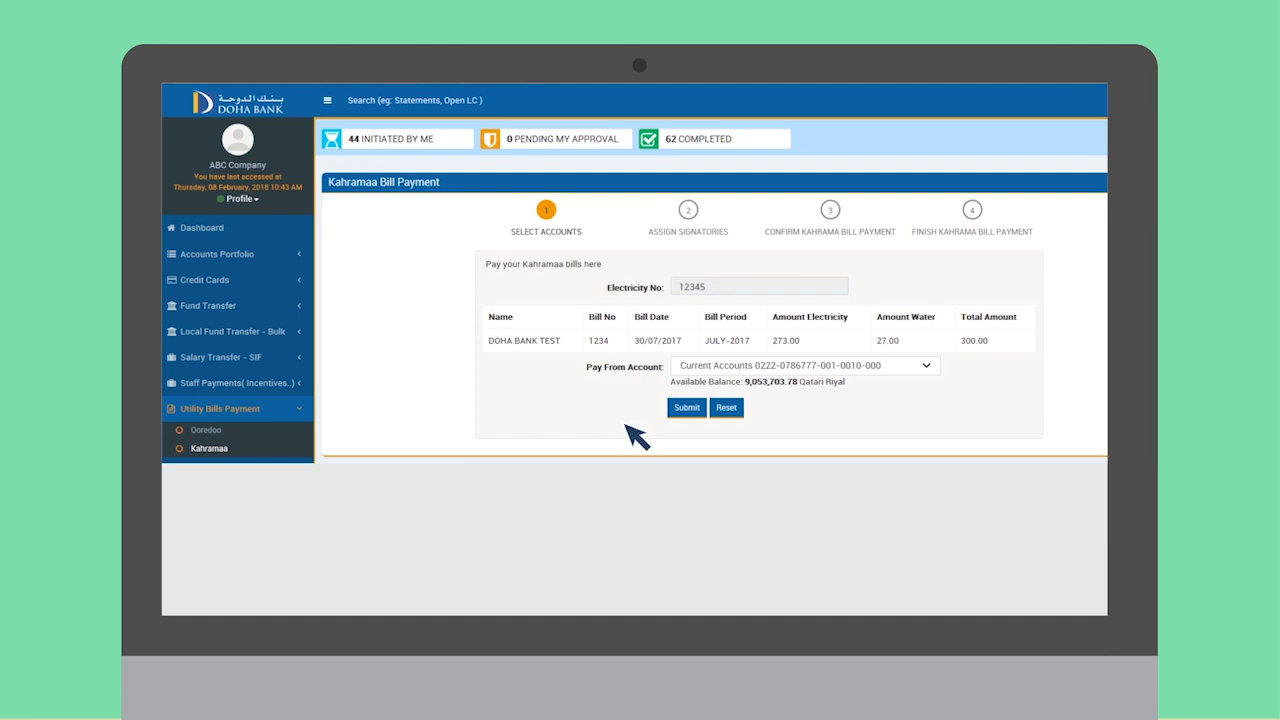 بنك الدوحة
DOHA BANK
Search (eg: Statements, Open LC )
ABC Company
You have last accessed at
Thursday, 08 February, 2018 10:43 AM
Profile
Dashboard
Accounts Portfolio
Credit Cards
Fund Transfer
Local Fund Transfer - Bulk
Salary Transfer - SIF
Staff Payments( Incentives..)
Utility Bills Payment
Ooredoo
Kahramaa
44 INITIATED BY ME
0 PENDING MY APPROVAL
62 COMPLETED
Kahramaa Bill Payment
1 2 3 4
SELECT ACCOUNTS ASSIGN SIGNATORIES CONFIRM KAHRAMA BILL PAYMENT FINISH KAHRAMA BILL PAYMENT
Pay your Kahramaa bills here
Electricity No: 12345
Name Bill No Bill Date Bill Period Amount Electricity Amount Water Total Amount
DOHA BANK TEST 1234 30/07/2017 JULY-2017 273.00 27.00 300.00
Pay From Account: Current Accounts 0222-0786777-001-0010-000
Available Balance: 9,053,703.78 Qatari Riyal
Submit Reset